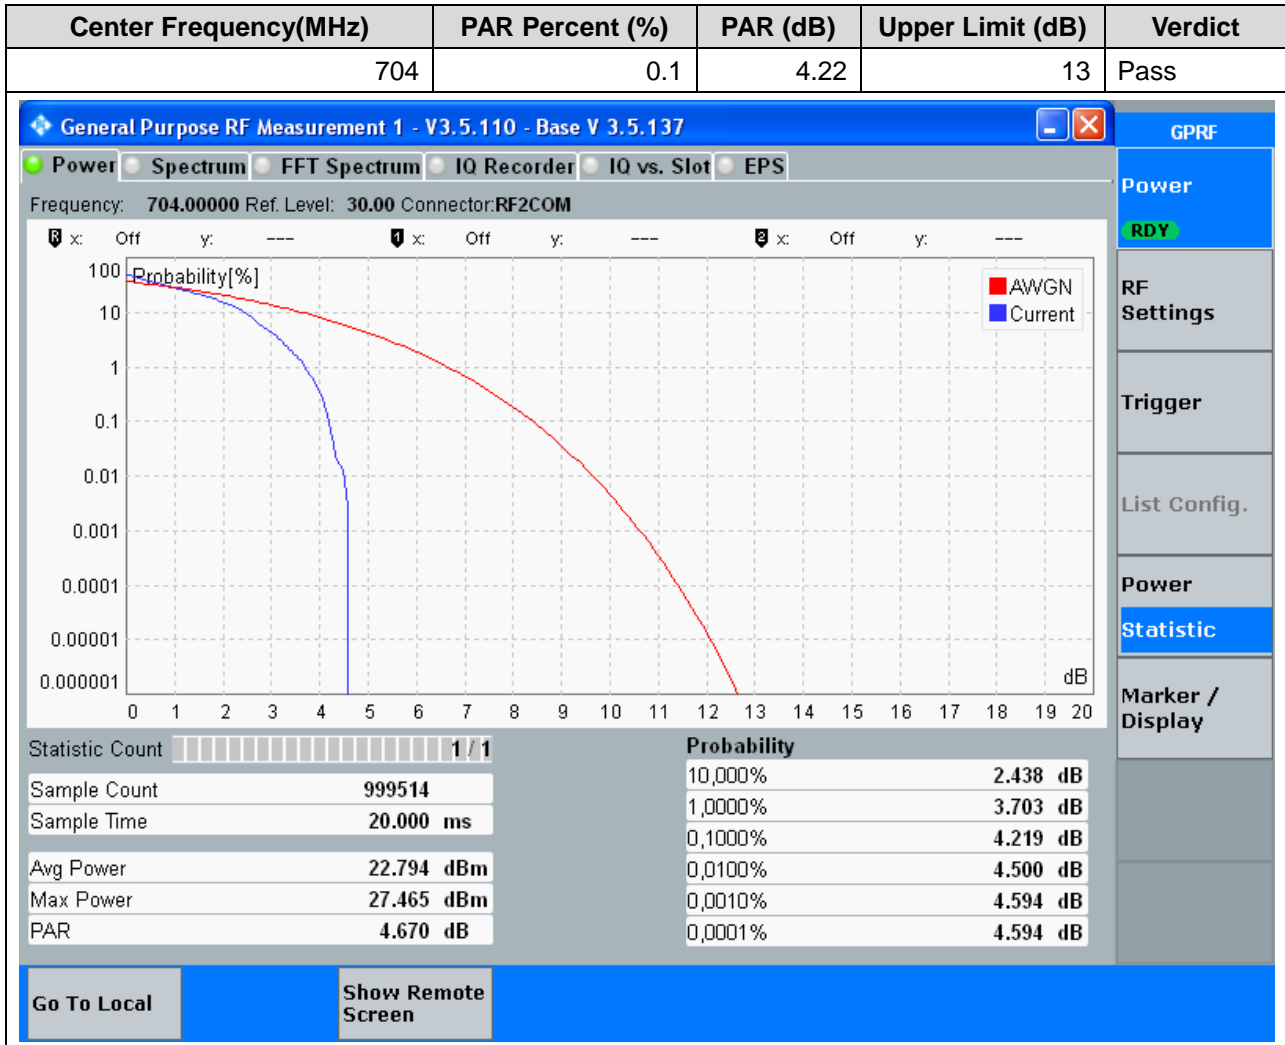 Center Frequency(MHz) PAR Percent (%) PAR (dB) Upper Limit (dB) Verdict
704 0.1 4.22 13 Pass
General Purpose RF Measurement 1 - V3.5.110 - Base V 3.5.137
GPRF
Power Spectrum FFT Spectrum IQ Recorder IQ vs. Slot EPS
Frequency: 704.00000 Ref. Level: 30.00 Connector:RF2COM
R x: Off y: --- 1 x: Off y: --- 2 x: Off y: ---
Probability[%]
AWGN
Current
100
10
1
0.1
0.01
0.001
0.0001
0.00001
0.000001
dB
0 1 2 3 4 5 6 7 8 9 10 11 12 13 14 15 16 17 18 19 20
Statistic Count 1 / 1
Sample Count 999514
Sample Time 20.000 ms
Avg Power 22.794 dBm
Max Power 27.465 dBm
PAR 4.670 dB
Probability
10,000% 2.438 dB
1,0000% 3.703 dB
0,1000% 4.219 dB
0,0100% 4.500 dB
0,0010% 4.594 dB
0,0001% 4.594 dB
Power
RDY
RF
Settings
Trigger
List Config.
Power
Statistic
Marker /
Display
Go To Local
Show Remote
Screen